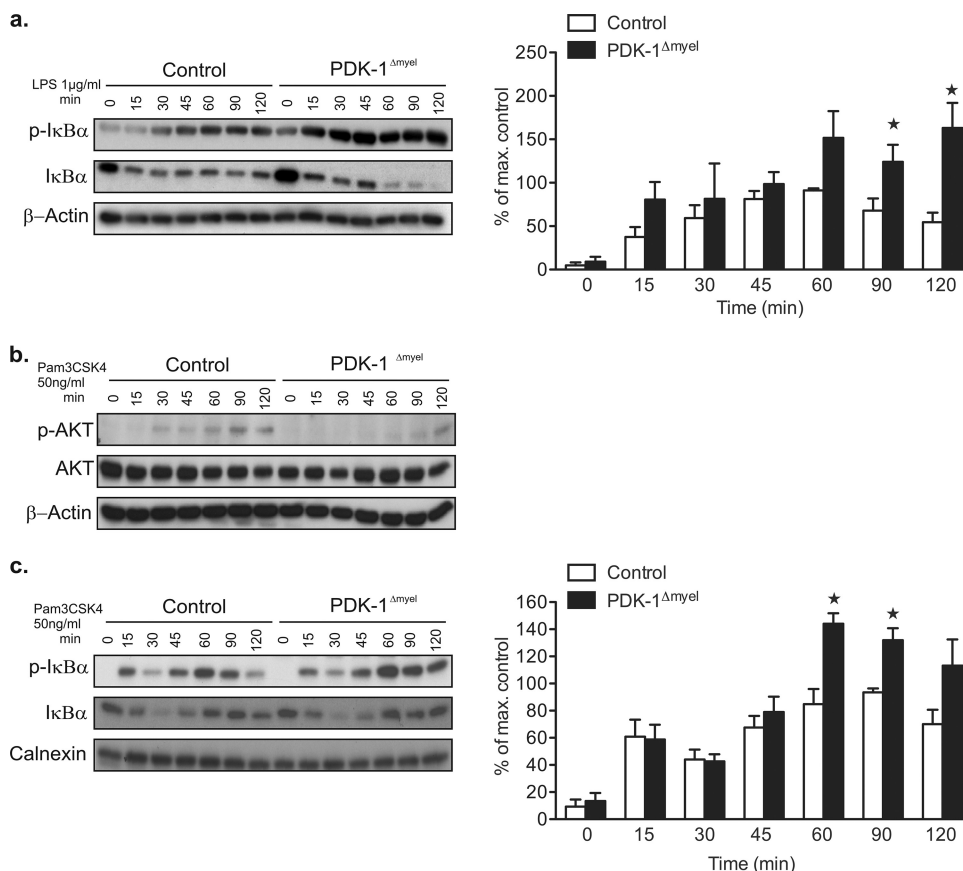 a.
Control PDK-1 Δmyel
LPS 1µg/ml
min 0 15 30 45 60 90 120 0 15 30 45 60 90 120
p-IκBα
IκBα
β–Actin
Control
PDK-1Δmyel
% of max. control
250
200
150
100
50
0
★ ★
0 15 30 45 60 90 120
Time (min)
b.
Pam3CSK4
50ng/ml
min
Control PDK-1 Δmyel
0 15 30 45 60 90 120 0 15 30 45 60 90 120
p-AKT
AKT
β–Actin
c.
Pam3CSK4
50ng/ml
min
Control PDK-1Δmyel
0 15 30 45 60 90 120 0 15 30 45 60 90 120
p-IκBα
IκBα
Calnexin
Control
PDK-1Δmyel
% of max. control
160
140
120
100
80
60
40
20
0
★ ★
0 15 30 45 60 90 120
Time (min)